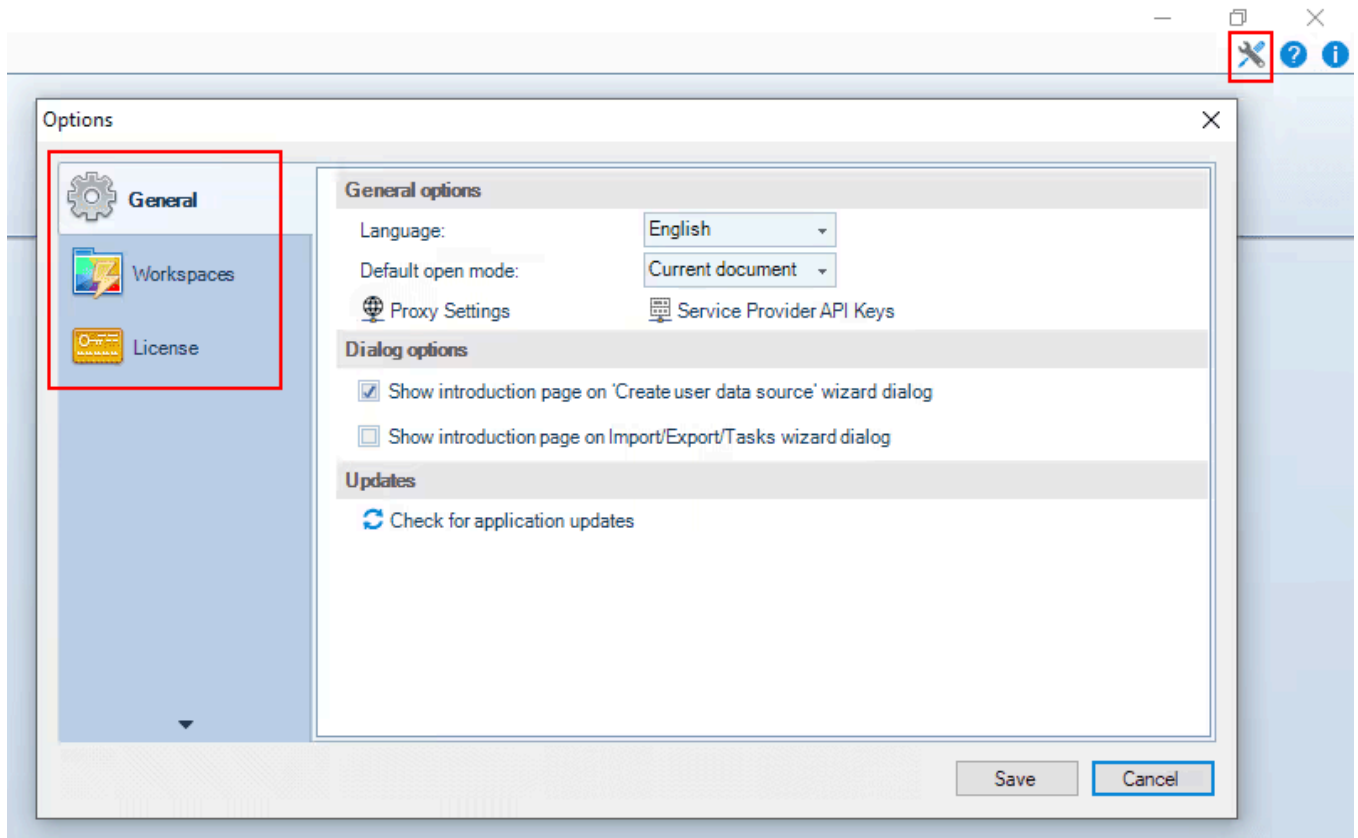 Options
General
Workspaces
License
General options
Language: English
Default open mode: Current document
Proxy Settings Service Provider API Keys
Dialog options
Show introduction page on 'Create user data source' wizard dialog
Show introduction page on Import/Export/Tasks wizard dialog
Updates
Check for application updates
Save Cancel